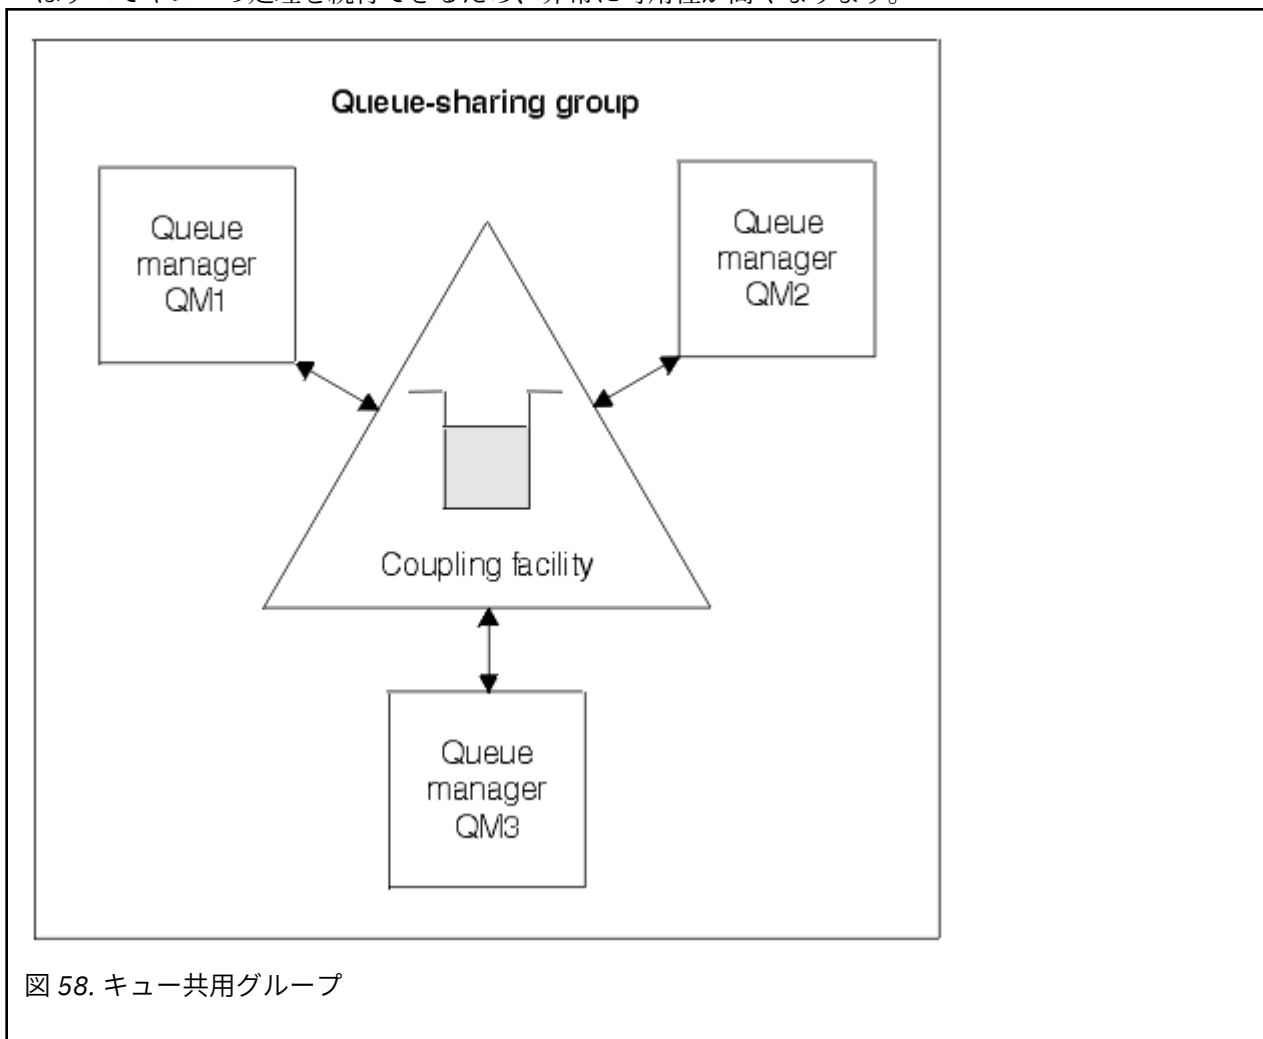 Queue-sharing group
Queue
manager
QM1
Queue
manager
QM2
Coupling facility
Queue
manager
QM3
図 58. キュー共用グループ